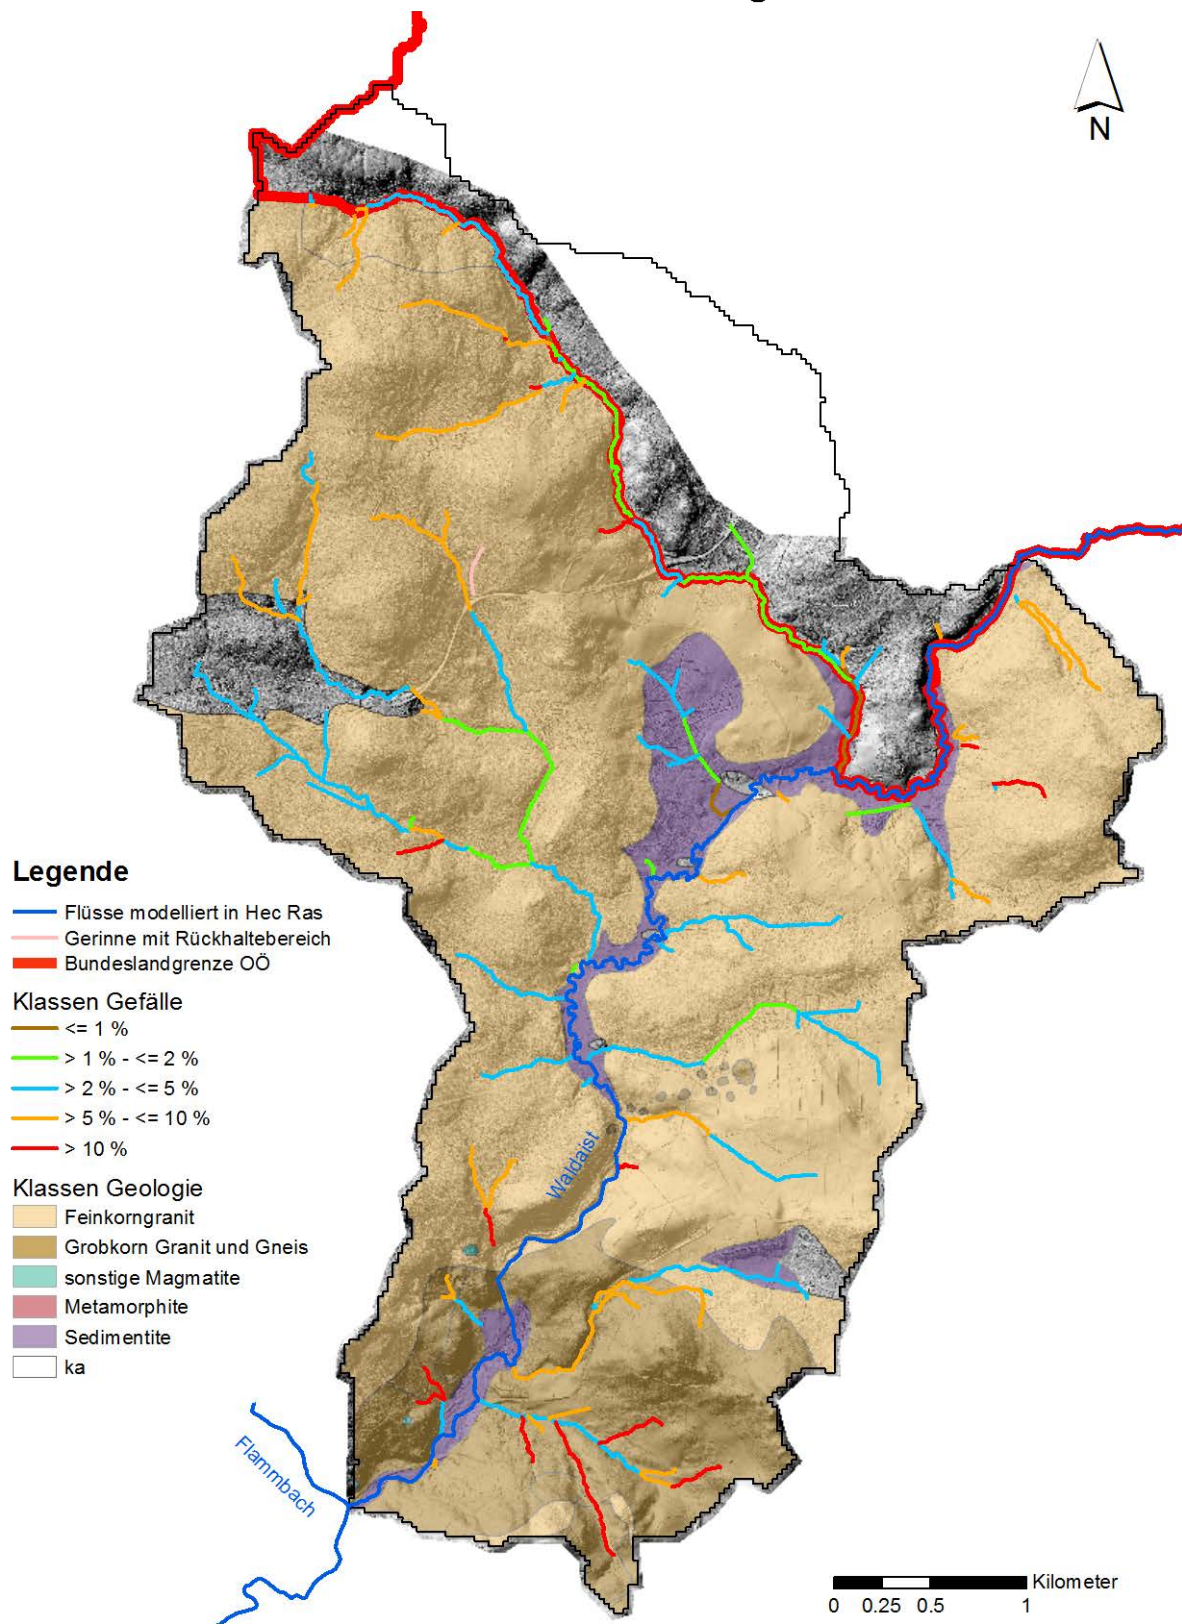 N
Waldaist
Flammbach
Legende
Flüsse modelliert in Hec Ras
Gerinne mit Rückhaltebereich
Bundeslandgrenze OÖ
Klassen Gefälle
<= 1 %
> 1 % - <= 2 %
> 2 % - <= 5 %
> 5 % - <= 10 %
> 10 %
Klassen Geologie
Feinkorngranit
Grobkorn Granit und Gneis
sonstige Magmatite
Metamorphite
Sedimentite
ka
Kilometer
0 0.25 0.5 1